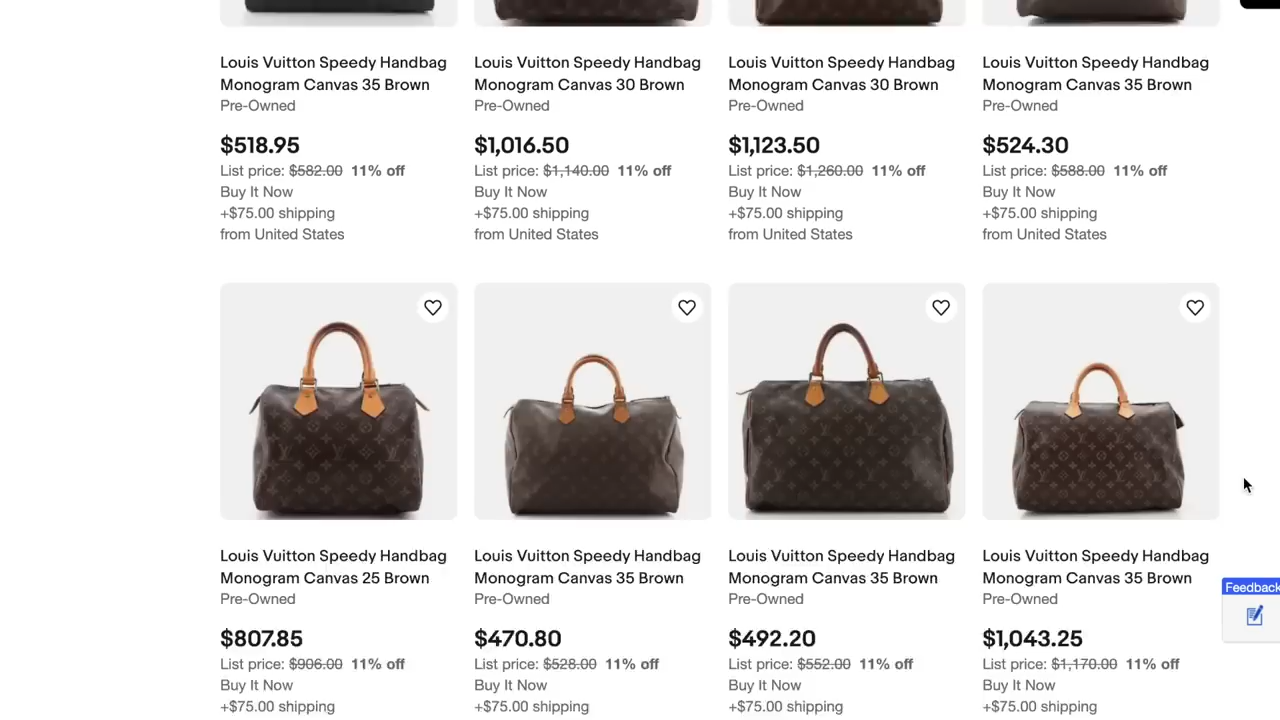 Louis Vuitton Speedy Handbag
Monogram Canvas 35 Brown
Pre-Owned
$518.95
List price: $582.00 11% off
Buy It Now
+$75.00 shipping
from United States
Louis Vuitton Speedy Handbag
Monogram Canvas 30 Brown
Pre-Owned
$1,016.50
List price: $1,140.00 11% off
Buy It Now
+$75.00 shipping
from United States
Louis Vuitton Speedy Handbag
Monogram Canvas 30 Brown
Pre-Owned
$1,123.50
List price: $1,260.00 11% off
Buy It Now
+$75.00 shipping
from United States
Louis Vuitton Speedy Handbag
Monogram Canvas 35 Brown
Pre-Owned
$524.30
List price: $588.00 11% off
Buy It Now
+$75.00 shipping
from United States
Louis Vuitton Speedy Handbag
Monogram Canvas 25 Brown
Pre-Owned
$807.85
List price: $906.00 11% off
Buy It Now
+$75.00 shipping
Louis Vuitton Speedy Handbag
Monogram Canvas 35 Brown
Pre-Owned
$470.80
List price: $528.00 11% off
Buy It Now
+$75.00 shipping
Louis Vuitton Speedy Handbag
Monogram Canvas 35 Brown
Pre-Owned
$492.20
List price: $552.00 11% off
Buy It Now
+$75.00 shipping
Louis Vuitton Speedy Handbag
Monogram Canvas 35 Brown
Pre-Owned
$1,043.25
List price: $1,170.00 11% off
Buy It Now
+$75.00 shipping
Feedback